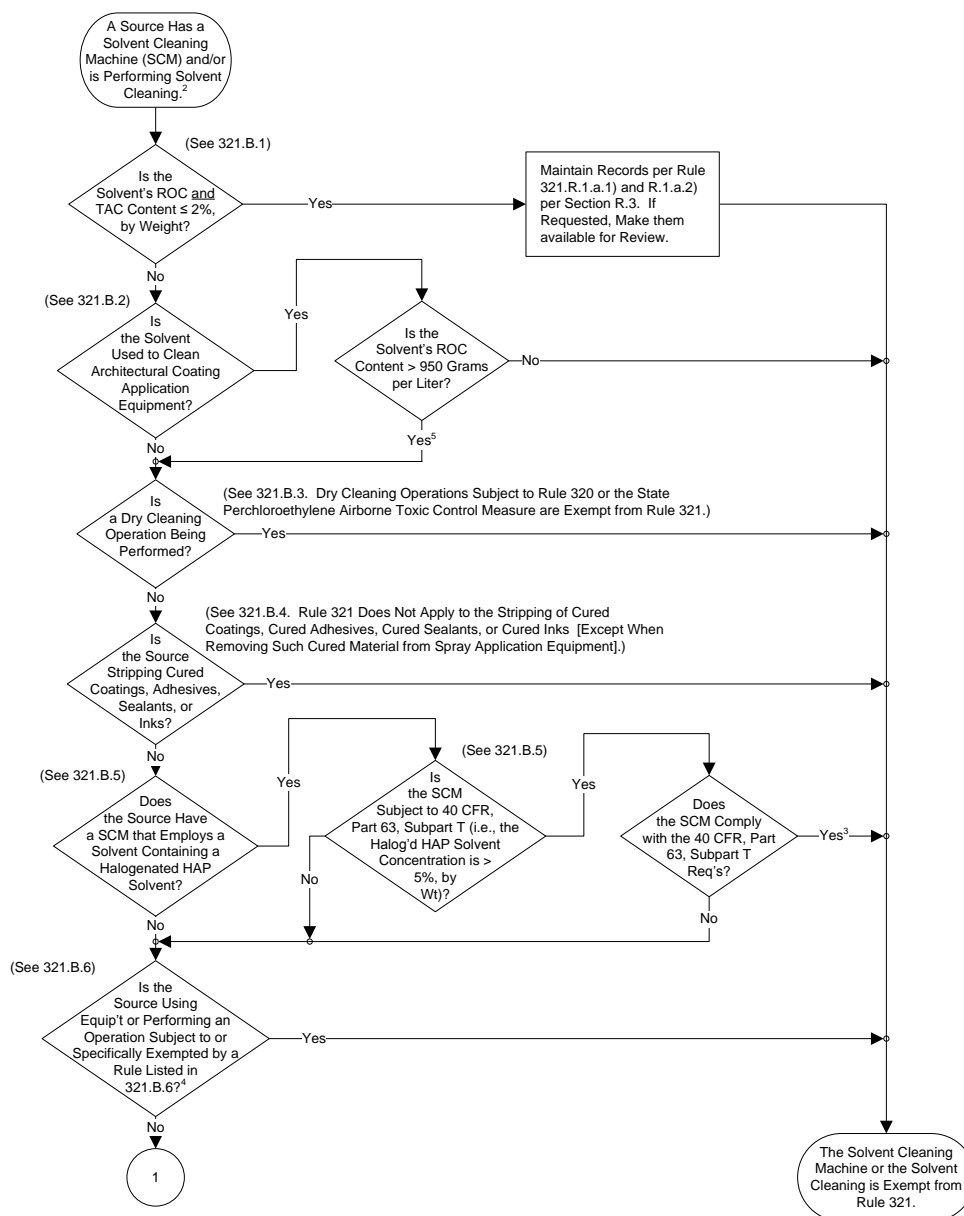 A Source Has a
Solvent Cleaning
Machine (SCM) and/or
is Performing Solvent
Cleaning.2
(See 321.B.1)
Is the
Solvent's ROC and
TAC Content ≤ 2%,
by Weight?
Yes
Maintain Records per Rule
321.R.1.a.1) and R.1.a.2)
per Section R.3. If
Requested, Make them
available for Review.
No
(See 321.B.2)
Is
the Solvent
Used to Clean
Architectural Coating
Application
Equipment?
Yes
Is the
Solvent's ROC
Content > 950 Grams
per Liter?
No
Yes5
No
Is
a Dry Cleaning
Operation Being
Performed?
(See 321.B.3. Dry Cleaning Operations Subject to Rule 320 or the State
Perchloroethylene Airborne Toxic Control Measure are Exempt from Rule 321.)
Yes
No
(See 321.B.4. Rule 321 Does Not Apply to the Stripping of Cured
Coatings, Cured Adhesives, Cured Sealants, or Cured Inks [Except When
Removing Such Cured Material from Spray Application Equipment].)
Is
the Source
Stripping Cured
Coatings, Adhesives,
Sealants, or
Inks?
Yes
No
(See 321.B.5)
Does
the Source Have
a SCM that Employs a
Solvent Containing a
Halogenated HAP
Solvent?
Yes
(See 321.B.5)
Is
the SCM
Subject to 40 CFR,
Part 63, Subpart T (i.e., the
Halog'd HAP Solvent
Concentration is >
5%, by
Wt)?
Yes
No
Does
the SCM Comply
with the 40 CFR, Part
63, Subpart T
Req's?
Yes3
No
No
(See 321.B.6)
Is the
Source Using
Equip't or Performing an
Operation Subject to or
Specifically Exempted by a
Rule Listed in
321.B.6?4
Yes
No
1
The Solvent Cleaning
Machine or the Solvent
Cleaning is Exempt from
Rule 321.